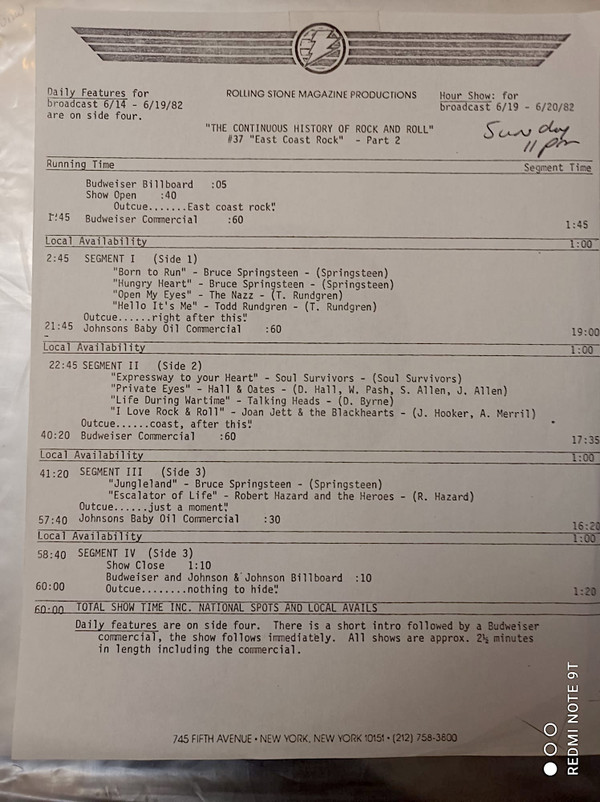 Daily Features for
broadcast 6/14 - 6/19/82
are on side four.
ROLLING STONE MAGAZINE PRODUCTIONS
Hour Show: for
broadcast 6/19 - 6/20/82
"THE CONTINUOUS HISTORY OF ROCK AND ROLL"
#37 "East Coast Rock" - Part 2
Sunday
11 pm
Running Time Segment Time
Budweiser Billboard :05
Show Open :40
Outcue.......East coast rock."
1:45 Budweiser Commercial :60 1:45
Local Availability 1:00
2:45 SEGMENT I (Side 1)
"Born to Run" - Bruce Springsteen - (Springsteen)
"Hungry Heart" - Bruce Springsteen - (Springsteen)
"Open My Eyes" - The Nazz - (T. Rundgren)
"Hello It's Me" - Todd Rundgren - (T. Rundgren)
Outcue......right after this."
21:45 Johnsons Baby Oil Commercial :60 19:00
Local Availability 1:00
22:45 SEGMENT II (Side 2)
"Expressway to your Heart" - Soul Survivors - (Soul Survivors)
"Private Eyes" - Hall & Oates - (D. Hall, W. Pash, S. Allen, J. Allen)
"Life During Wartime" - Talking Heads - (D. Byrne)
"I Love Rock & Roll" - Joan Jett & the Blackhearts - (J. Hooker, A. Merril)
Outcue......coast, after this."
40:20 Budweiser Commercial :60 17:35
Local Availability 1:00
41:20 SEGMENT III (Side 3)
"Jungleland" - Bruce Springsteen - (Springsteen)
"Escalator of Life" - Robert Hazard and the Heroes - (R. Hazard)
Outcue......just a moment."
57:40 Johnsons Baby Oil Commercial :30 16:20
Local Availability 1:00
58:40 SEGMENT IV (Side 3)
Show Close 1:10
Budweiser and Johnson & Johnson Billboard :10
60:00 Outcue........nothing to hide." 1:20
60:00 TOTAL SHOW TIME INC. NATIONAL SPOTS AND LOCAL AVAILS
Daily features are on side four. There is a short intro followed by a Budweiser
commercial, the show follows immediately. All shows are approx. 2½ minutes
in length including the commercial.
745 FIFTH AVENUE • NEW YORK, NEW YORK 10151 • (212) 758-3800
REDMI NOTE 9T